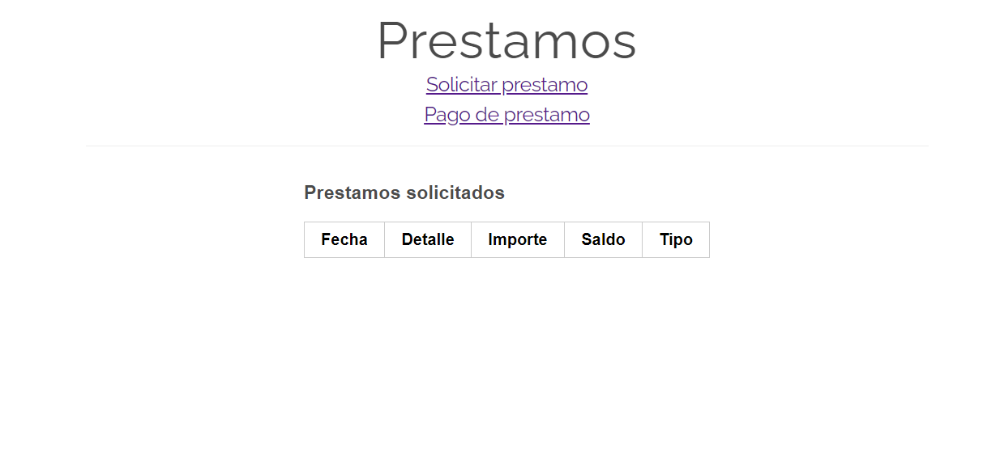 Prestamos
Solicitar prestamo
Pago de prestamo
Prestamos solicitados
Fecha Detalle Importe Saldo Tipo